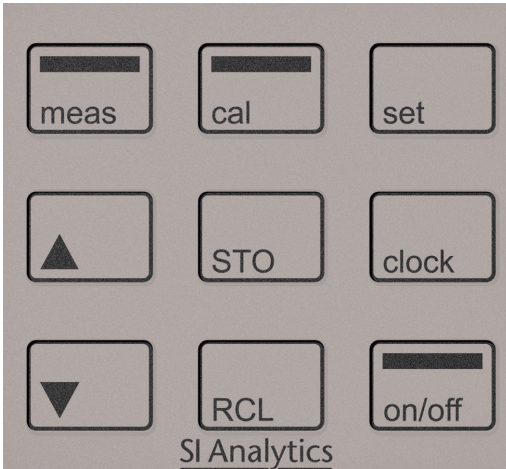 meas cal set
STO clock
RCL on/off
SI Analytics